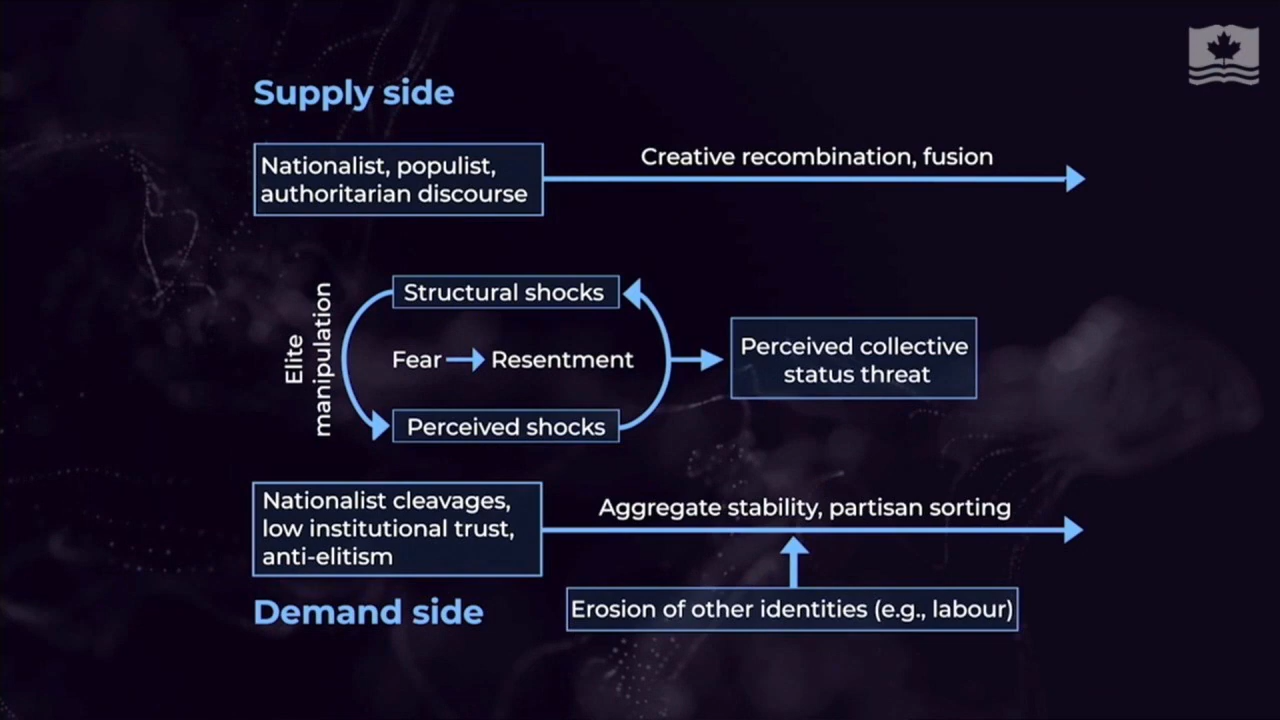 Supply side
Nationalist, populist,
authoritarian discourse
Creative recombination, fusion
Elite
manipulation
Structural shocks
Fear
Resentment
Perceived shocks
Perceived collective
status threat
Nationalist cleavages,
low institutional trust,
anti-elitism
Aggregate stability, partisan sorting
Demand side
Erosion of other identities (e.g., labour)